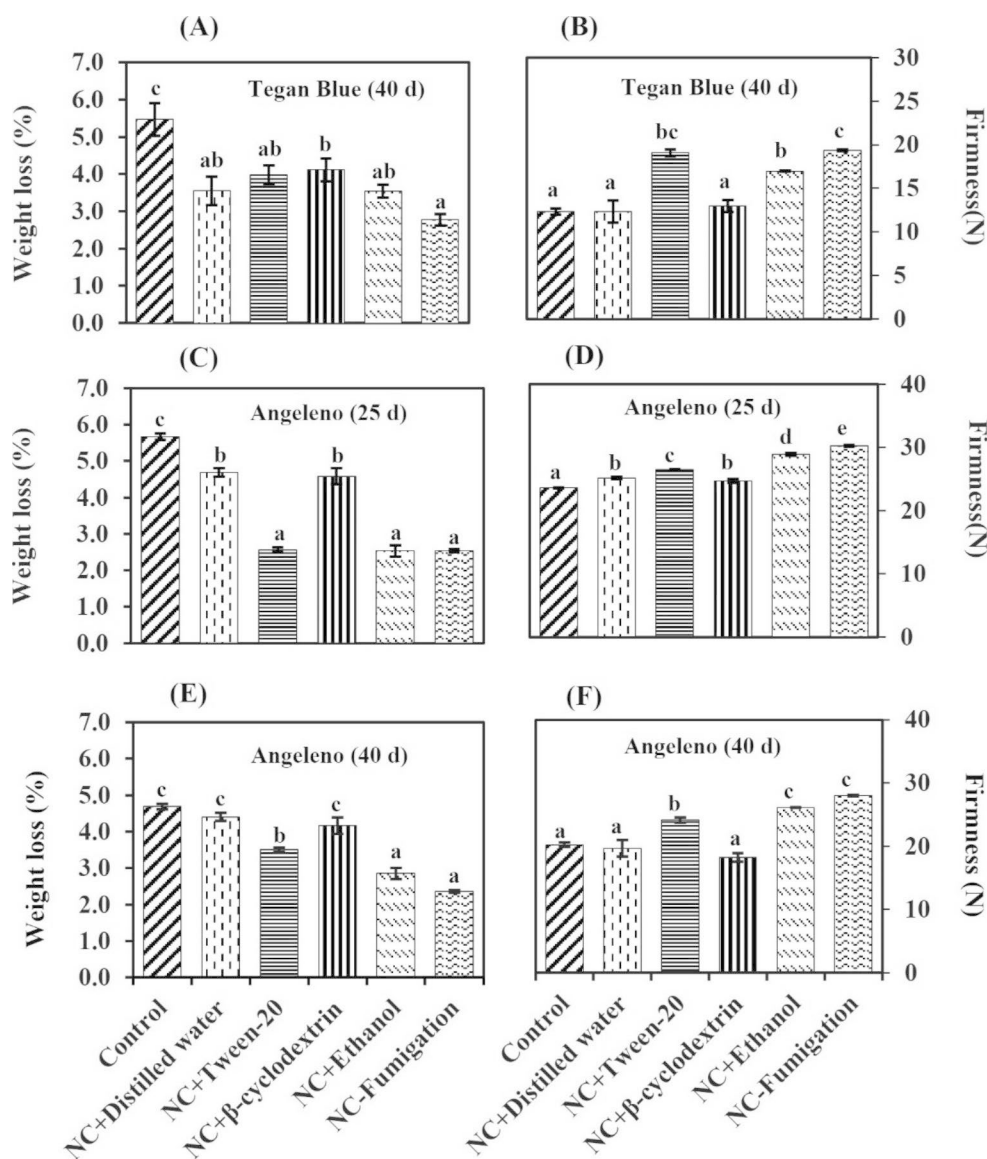 (A)
Weight loss (%)
7.0
6.0
5.0
4.0
3.0
2.0
1.0
0.0
Tegan Blue (40 d)
c
ab
ab
b
ab
a
(B)
Tegan Blue (40 d)
a
a
bc
a
b
c
30
25
20
15
10
5
0
Firmness(N)
(C)
Weight loss (%)
7.0
6.0
5.0
4.0
3.0
2.0
1.0
0.0
Angeleno (25 d)
c
b
a
b
a
a
(D)
Angeleno (25 d)
a
b
c
b
d
e
40
30
20
10
0
Firmness(N)
(E)
Weight loss (%)
7.0
6.0
5.0
4.0
3.0
2.0
1.0
0.0
Angeleno (40 d)
c
c
b
c
a
a
Control
NC+Distilled water
NC+Tween-20
NC+β-cyclodextrin
NC+Ethanol
NC-Fumigation
(F)
Angeleno (40 d)
a
a
b
a
c
c
40
30
20
10
0
Firmness (N)
Control
NC+Distilled water
NC+Tween-20
NC+β-cyclodextrin
NC+Ethanol
NC-Fumigation